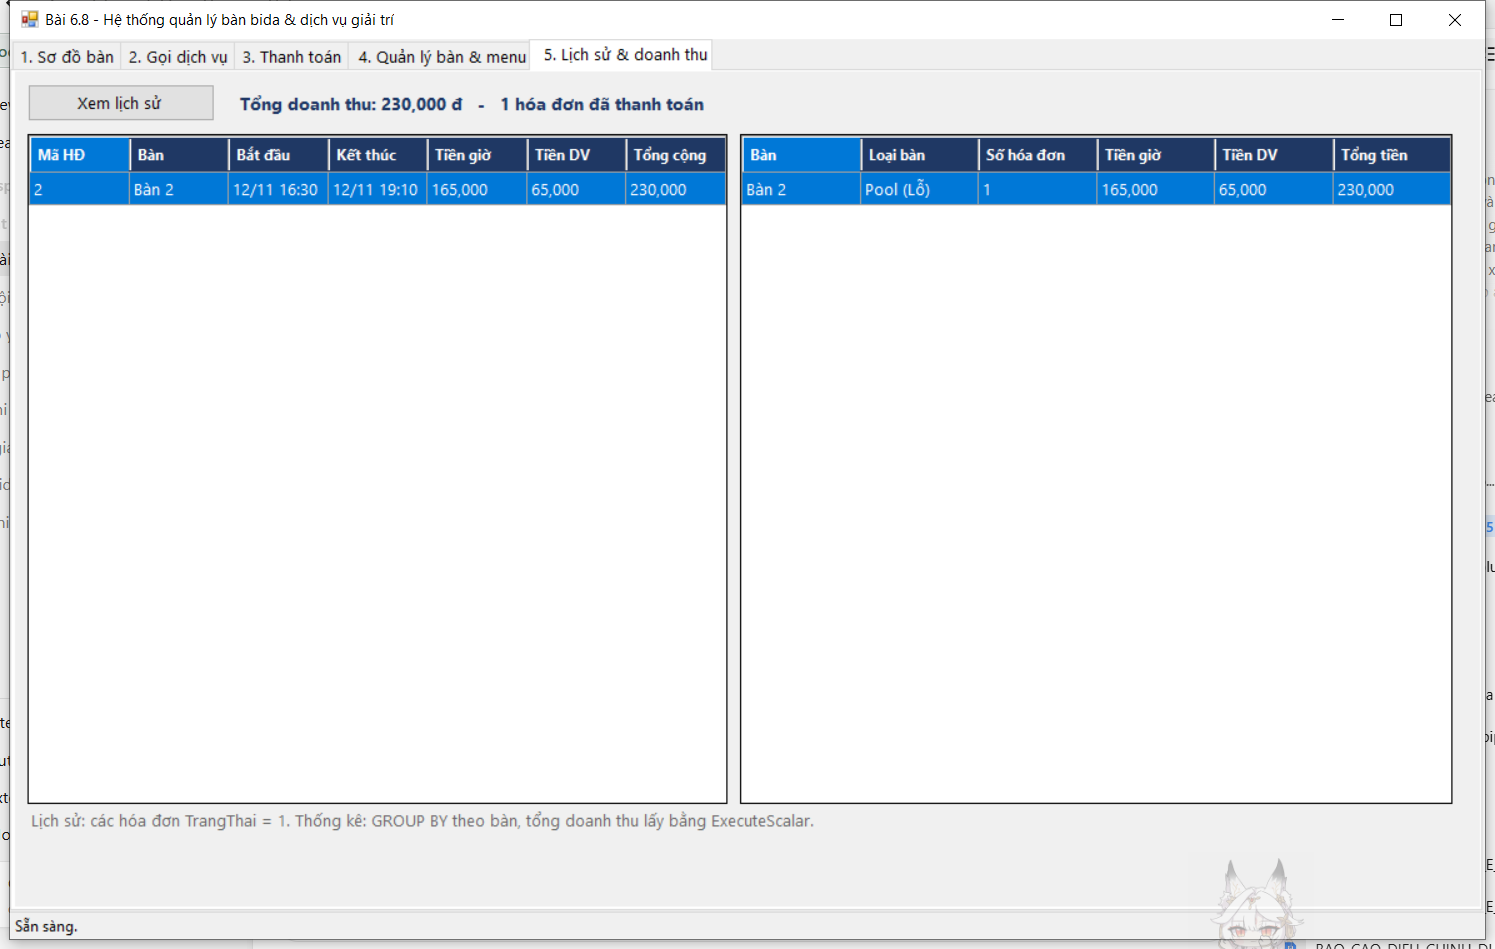 Bài 6.8 - Hệ thống quản lý bàn bida & dịch vụ giải trí
1. Sơ đồ bàn 2. Gọi dịch vụ 3. Thanh toán 4. Quản lý bàn & menu 5. Lịch sử & doanh thu
Xem lịch sử Tổng doanh thu: 230,000 đ - 1 hóa đơn đã thanh toán
Mã HĐ Bàn Bắt đầu Kết thúc Tiền giờ Tiền DV Tổng cộng
2 Bàn 2 12/11 16:30 12/11 19:10 165,000 65,000 230,000
Bàn Loại bàn Số hóa đơn Tiền giờ Tiền DV Tổng tiền
Bàn 2 Pool (Lỗ) 1 165,000 65,000 230,000
Lịch sử: các hóa đơn TrangThai = 1. Thống kê: GROUP BY theo bàn, tổng doanh thu lấy bằng ExecuteScalar.
Sẵn sàng.